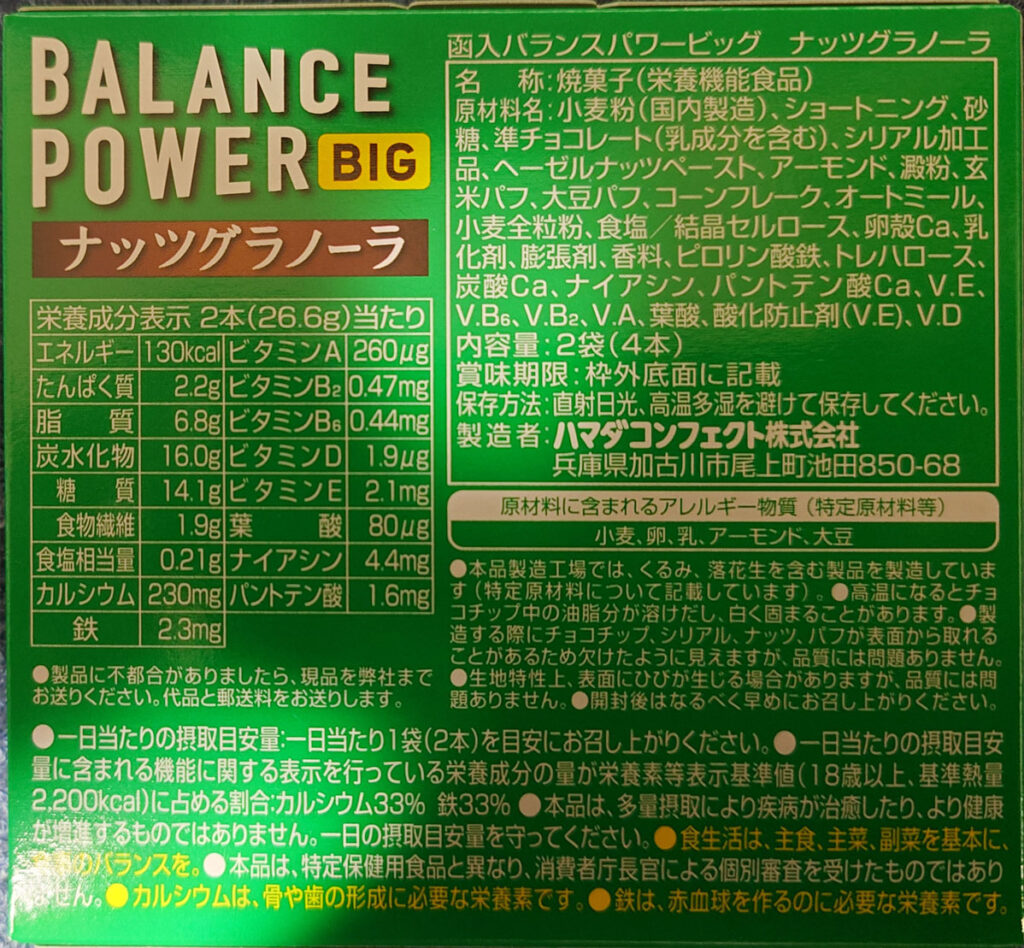 BALANCE
POWER BIG
ナッツグラノーラ
栄養成分表示 2本(26.6g)当たり
エネルギー 130kcal ビタミンA 260μg
たんぱく質 2.2g ビタミンB₂ 0.47mg
脂質 6.8g ビタミンB₆ 0.44mg
炭水化物 16.0g ビタミンD 1.9μg
糖質 14.1g ビタミンE 2.1mg
食物繊維 1.9g 葉酸 80μg
食塩相当量 0.21g ナイアシン 4.4mg
カルシウム 230mg パントテン酸 1.6mg
鉄 2.3mg
●製品に不都合がありましたら、現品を弊社まで
お送りください。代品と郵送料をお送りします。
函入バランスパワービッグ ナッツグラノーラ
名称:焼菓子(栄養機能食品)
原材料名:小麦粉(国内製造)、ショートニング、砂
糖、準チョコレート(乳成分を含む)、シリアル加工
品、ヘーゼルナッツペースト、アーモンド、澱粉、玄
米パフ、大豆パフ、コーンフレーク、オートミール、
小麦全粒粉、食塩／結晶セルロース、卵殻Ca、乳
化剤、膨張剤、香料、ピロリン酸鉄、トレハロース、
炭酸Ca、ナイアシン、パントテン酸Ca、V.E、
V.B₆、V.B₂、V.A、葉酸、酸化防止剤(V.E)、V.D
内容量:2袋(4本)
賞味期限:枠外底面に記載
保存方法:直射日光、高温多湿を避けて保存してください。
製造者:ハマダコンフェクト株式会社
兵庫県加古川市尾上町池田850-68
原材料に含まれるアレルギー物質(特定原材料等)
小麦、卵、乳、アーモンド、大豆
●本品製造工場では、くるみ、落花生を含む製品を製造していま
す(特定原材料について記載しています)。●高温になるとチョ
コチップ中の油脂分が溶けだし、白く固まることがあります。●製
造する際にチョコチップ、シリアル、ナッツ、パフが表面から取れる
ことがあるため欠けたように見えますが、品質には問題ありません。
●生地特性上、表面にひびが生じる場合がありますが、品質には問
題ありません。●開封後はなるべく早めにお召し上がりください。
●一日当たりの摂取目安量:一日当たり1袋(2本)を目安にお召し上がりください。●一日当たりの摂取目安
量に含まれる機能に関する表示を行っている栄養成分の量が栄養素等表示基準値(18歳以上、基準熱量
2,200kcal)に占める割合:カルシウム33% 鉄33% ●本品は、多量摂取により疾病が治癒したり、より健康
が増進するものではありません。一日の摂取目安量を守ってください。●食生活は、主食、主菜、副菜を基本に、
のバランスを。●本品は、特定保健用食品と異なり、消費者庁長官による個別審査を受けたものではあり
ません。●カルシウムは、骨や歯の形成に必要な栄養素です。●鉄は、赤血球を作るのに必要な栄養素です。